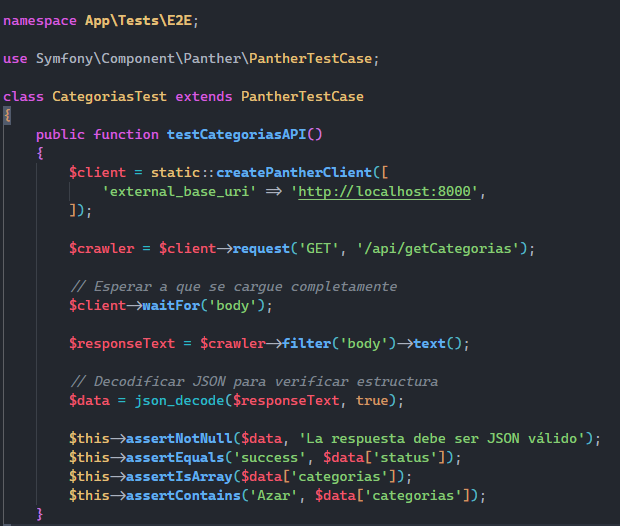 namespace App\Tests\E2E;
use Symfony\Component\Panther\PantherTestCase;
class CategoriasTest extends PantherTestCase
{
    public function testCategoriasAPI()
    {
        $client = static::createPantherClient([
            'external_base_uri' => 'http://localhost:8000',
        ]);
        $crawler = $client->request('GET', '/api/getCategorias');
        // Esperar a que se cargue completamente
        $client->waitFor('body');
        $responseText = $crawler->filter('body')->text();
        // Decodificar JSON para verificar estructura
        $data = json_decode($responseText, true);
        $this->assertNotNull($data, 'La respuesta debe ser JSON válido');
        $this->assertEquals('success', $data['status']);
        $this->assertIsArray($data['categorias']);
        $this->assertContains('Azar', $data['categorias']);
    }